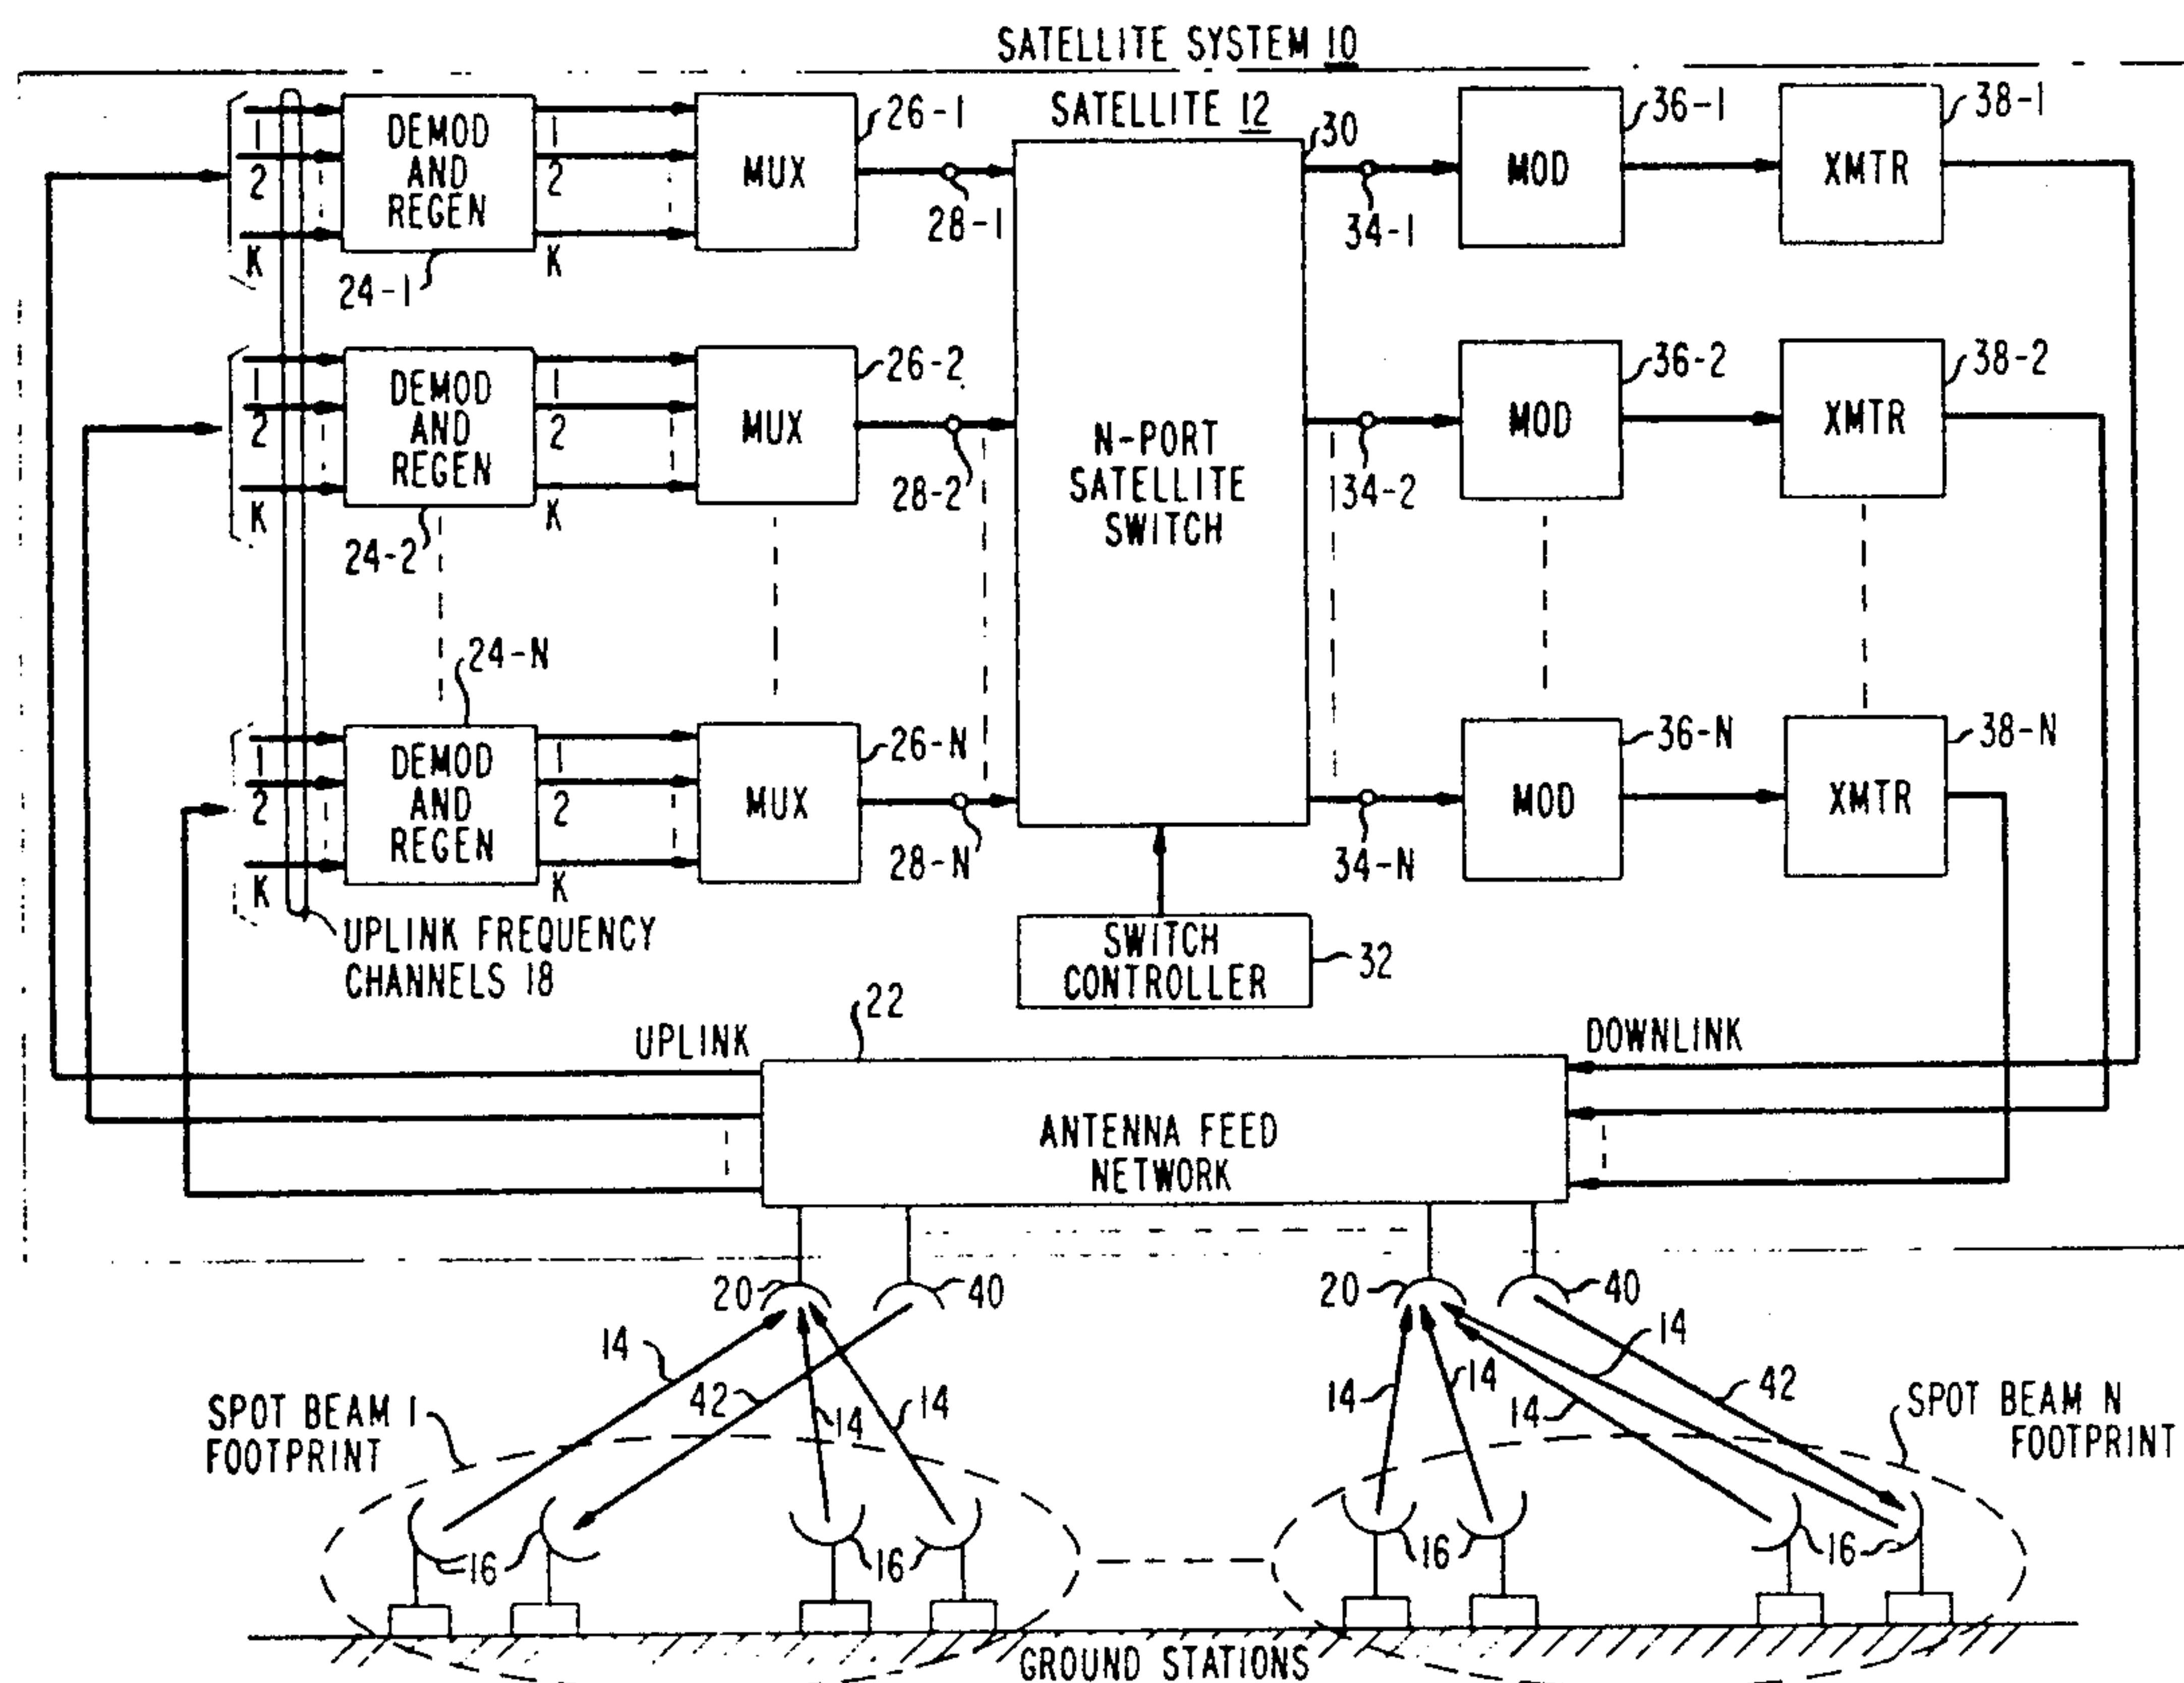 SATELLITE SYSTEM 10
SATELLITE 12
1
2
K
DEMOD
AND
REGEN
24-1
1
2
K
MUX
26-1
28-1
30
34-1
MOD
36-1
XMTR
38-1
1
2
K
DEMOD
AND
REGEN
24-2
1
2
K
MUX
26-2
28-2
N-PORT
SATELLITE
SWITCH
34-2
MOD
36-2
XMTR
38-2
1
2
K
DEMOD
AND
REGEN
24-N
1
2
K
MUX
26-N
28-N
34-N
MOD
36-N
XMTR
38-N
UPLINK FREQUENCY
CHANNELS 18
SWITCH
CONTROLLER
32
UPLINK
22
DOWNLINK
ANTENNA FEED
NETWORK
20
40
20
40
14
42
14
14
14
14
14
14
42
SPOT BEAM 1
FOOTPRINT
SPOT BEAM N
FOOTPRINT
16
16
16
16
GROUND STATIONS